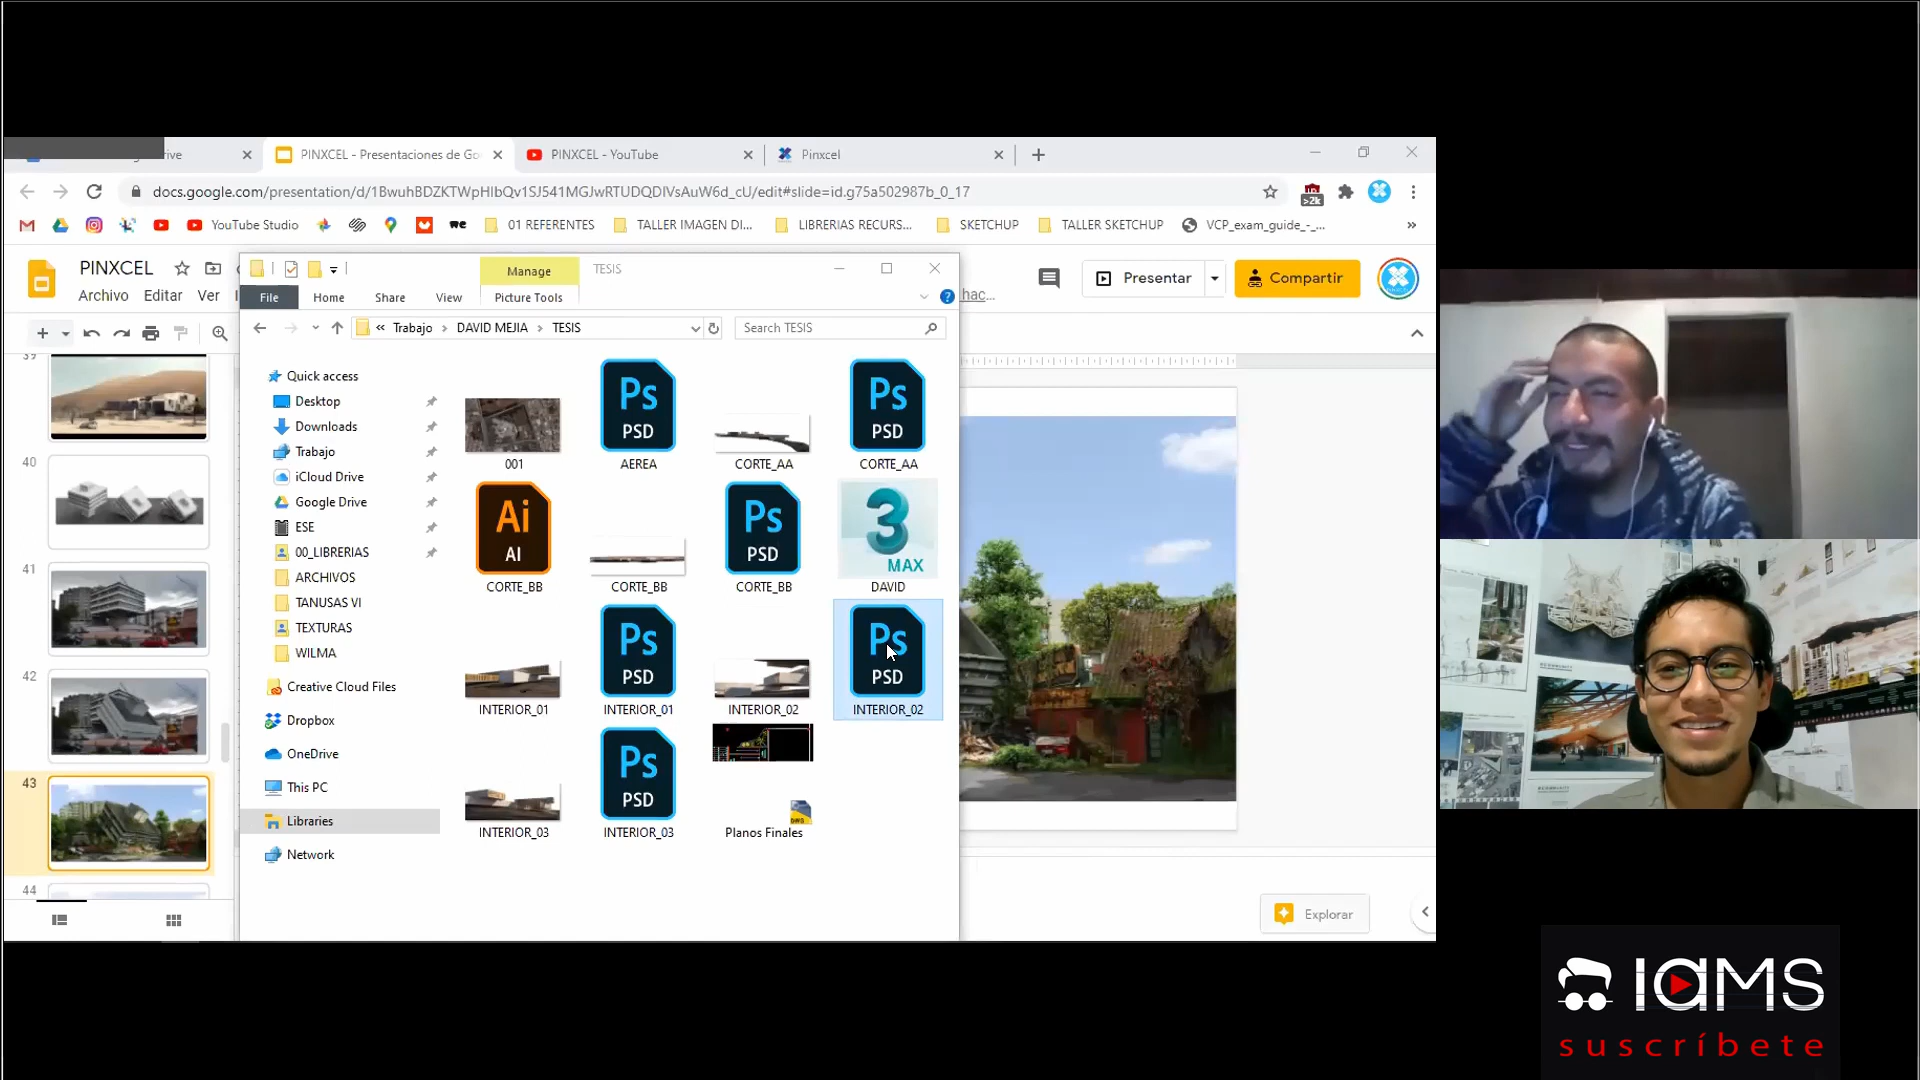 rive
PINXCEL - Presentaciones de Go
PINXCEL - YouTube
Pinxcel
docs.google.com/presentation/d/1BwuhBDZKTWpHIbQv1SJ541MGJwRTUDQDIVsAuW6d_cU/edit#slide=id.g75a502987b_0_17
>2k
YouTube Studio
we
01 REFERENTES
TALLER IMAGEN DI...
LIBRERIAS RECURS...
SKETCHUP
TALLER SKETCHUP
VCP_exam_guide_-_...
PINXCEL
Archivo Editar Ver
hac...
Presentar
Compartir
Manage
TESIS
File
Home
Share
View
Picture Tools
« Trabajo > DAVID MEJIA > TESIS
Search TESIS
Quick access
Desktop
Downloads
Trabajo
iCloud Drive
Google Drive
ESE
00_LIBRERIAS
ARCHIVOS
TANUSAS VI
TEXTURAS
WILMA
Creative Cloud Files
Dropbox
OneDrive
This PC
Libraries
Network
001
Ps
PSD
AEREA
CORTE_AA
Ps
PSD
CORTE_AA
Ai
AI
CORTE_BB
CORTE_BB
Ps
PSD
CORTE_BB
3
MAX
DAVID
INTERIOR_01
Ps
PSD
INTERIOR_01
INTERIOR_02
Ps
PSD
INTERIOR_02
INTERIOR_03
Ps
PSD
INTERIOR_03
DWG
Planos Finales
39
40
41
42
43
44
Explorar
IAMS
suscríbete